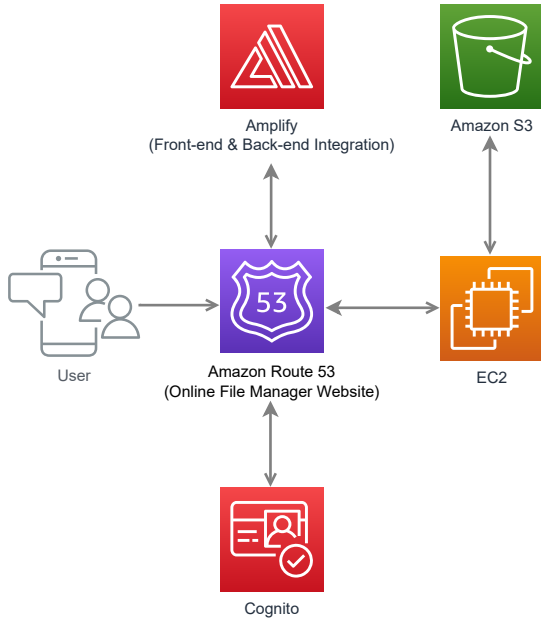 Amplify
(Front-end & Back-end Integration)
Amazon S3
53
User
Amazon Route 53
(Online File Manager Website)
EC2
Cognito